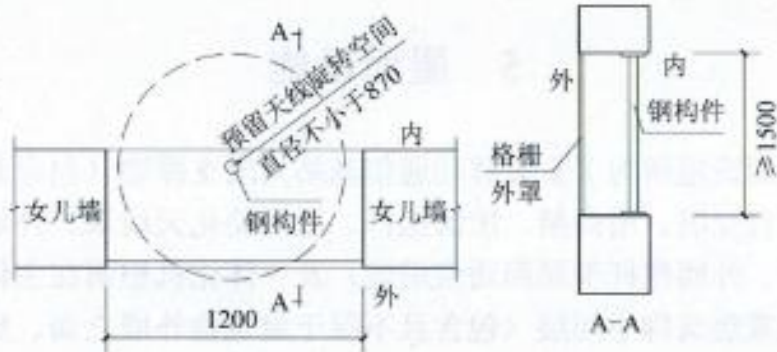 A
预留天线旋转空间
直径不小于870
内
女儿墙
钢构件
女儿墙
A
外
1200
外
内
钢构件
格栅
外罩
≥1500
A-A